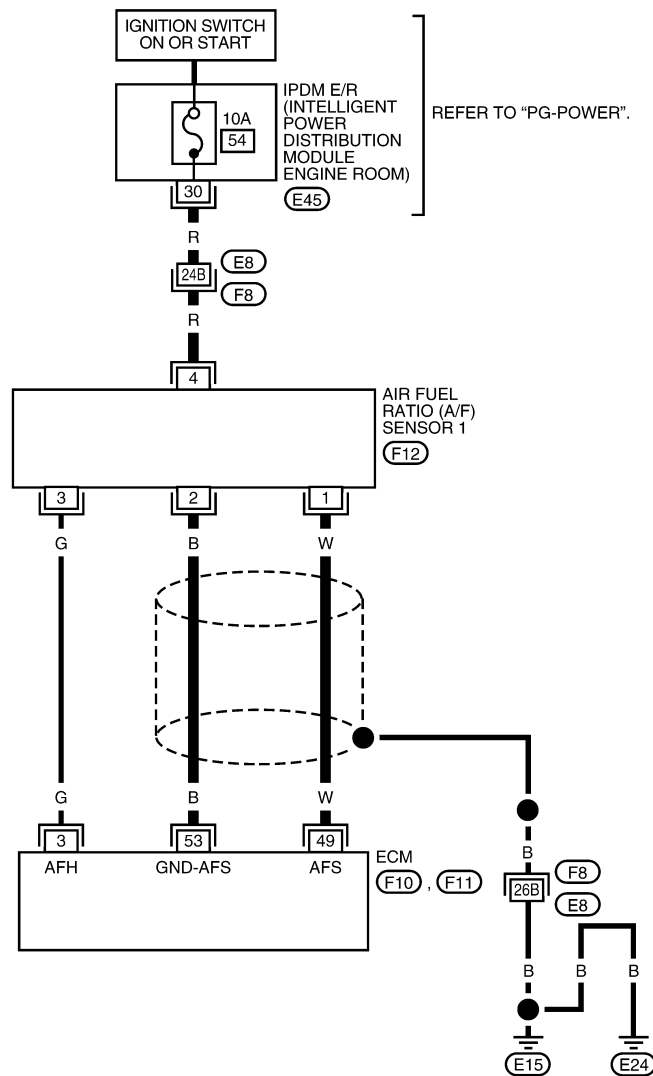 IGNITION SWITCH
ON OR START
IPDM E/R
(INTELLIGENT
POWER
DISTRIBUTION
MODULE
ENGINE ROOM)
E45
REFER TO “PG-POWER”.
10A
54
30
R
24B
E8
F8
R
4
AIR FUEL
RATIO (A/F)
SENSOR 1
F12
3 2 1
G B W
G B W
3 53 49
AFH GND-AFS AFS
ECM
F10 , F11
B
26B
F8
E8
B B B
E15 E24